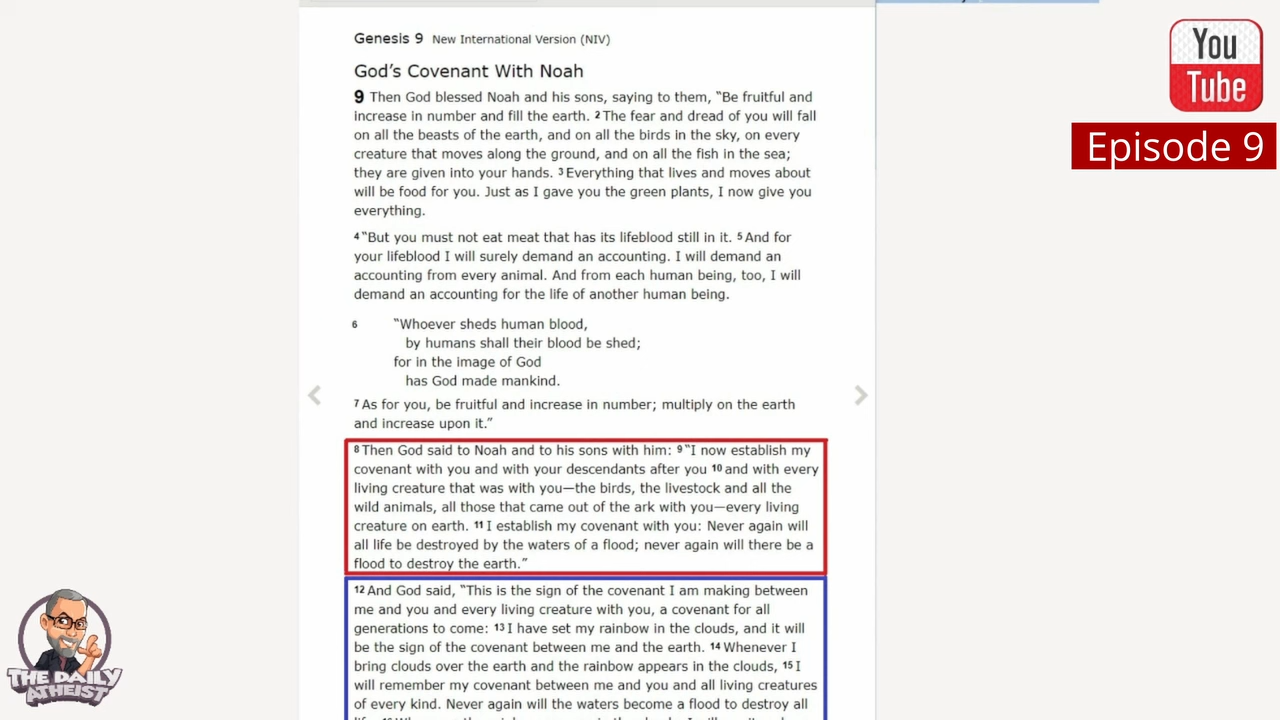 Genesis 9 New International Version (NIV)
God's Covenant With Noah
9 Then God blessed Noah and his sons, saying to them, “Be fruitful and
increase in number and fill the earth. 2 The fear and dread of you will fall
on all the beasts of the earth, and on all the birds in the sky, on every
creature that moves along the ground, and on all the fish in the sea;
they are given into your hands. 3 Everything that lives and moves about
will be food for you. Just as I gave you the green plants, I now give you
everything.
4 “But you must not eat meat that has its lifeblood still in it. 5 And for
your lifeblood I will surely demand an accounting. I will demand an
accounting from every animal. And from each human being, too, I will
demand an accounting for the life of another human being.
6 “Whoever sheds human blood,
by humans shall their blood be shed;
for in the image of God
has God made mankind.
7 As for you, be fruitful and increase in number; multiply on the earth
and increase upon it.”
8 Then God said to Noah and to his sons with him: 9 “I now establish my
covenant with you and with your descendants after you 10 and with every
living creature that was with you—the birds, the livestock and all the
wild animals, all those that came out of the ark with you—every living
creature on earth. 11 I establish my covenant with you: Never again will
all life be destroyed by the waters of a flood; never again will there be a
flood to destroy the earth.”
12 And God said, “This is the sign of the covenant I am making between
me and you and every living creature with you, a covenant for all
generations to come: 13 I have set my rainbow in the clouds, and it will
be the sign of the covenant between me and the earth. 14 Whenever I
bring clouds over the earth and the rainbow appears in the clouds, 15 I
will remember my covenant between me and you and all living creatures
of every kind. Never again will the waters become a flood to destroy all
You
Tube
Episode 9
THE DAILY
ATHEIST